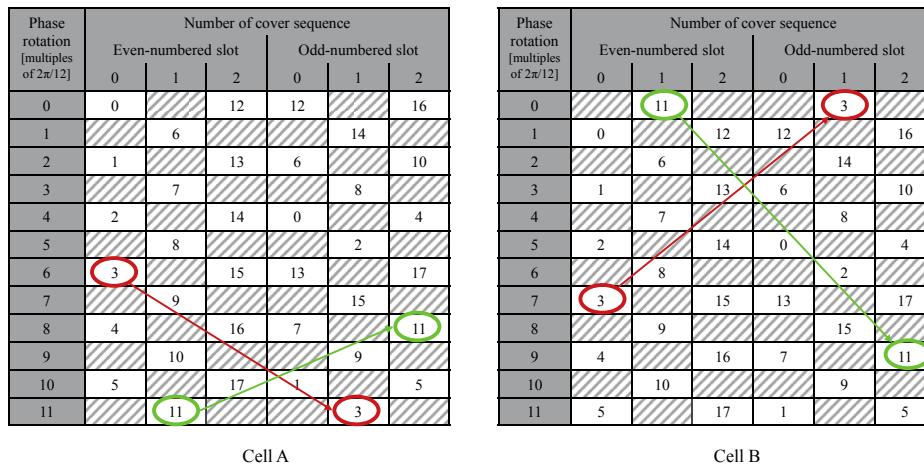 Phase rotation [multiples of 2π/12] Number of cover sequence
Even-numbered slot Odd-numbered slot
0 1 2 0 1 2
0 0 12 12 16
1 6 14
2 1 13 6 10
3 7 8
4 2 14 0 4
5 8 2
6 3 15 13 17
7 9 15
8 4 16 7 11
9 10 9
10 5 17 1 5
11 11 3
Cell A
Phase rotation [multiples of 2π/12] Number of cover sequence
Even-numbered slot Odd-numbered slot
0 1 2 0 1 2
0 11 3
1 0 12 12 16
2 6 14
3 1 13 6 10
4 7 8
5 2 14 0 4
6 8 2
7 3 15 13 17
8 9 15
9 4 16 7 11
10 10 9
11 5 17 1 5
Cell B